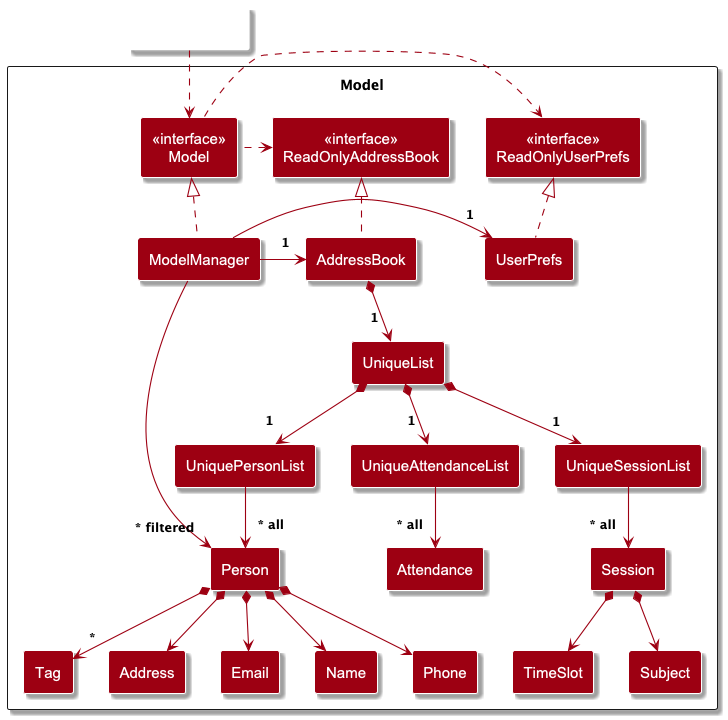 Model
«interface»
Model
«interface»
ReadOnlyAddressBook
«interface»
ReadOnlyUserPrefs
1
1
ModelManager
AddressBook
UserPrefs
1
UniqueList
1
1
1
UniquePersonList
UniqueAttendanceList
UniqueSessionList
* filtered
* all
* all
* all
Person
Attendance
Session
*
Tag
Address
Email
Name
Phone
TimeSlot
Subject